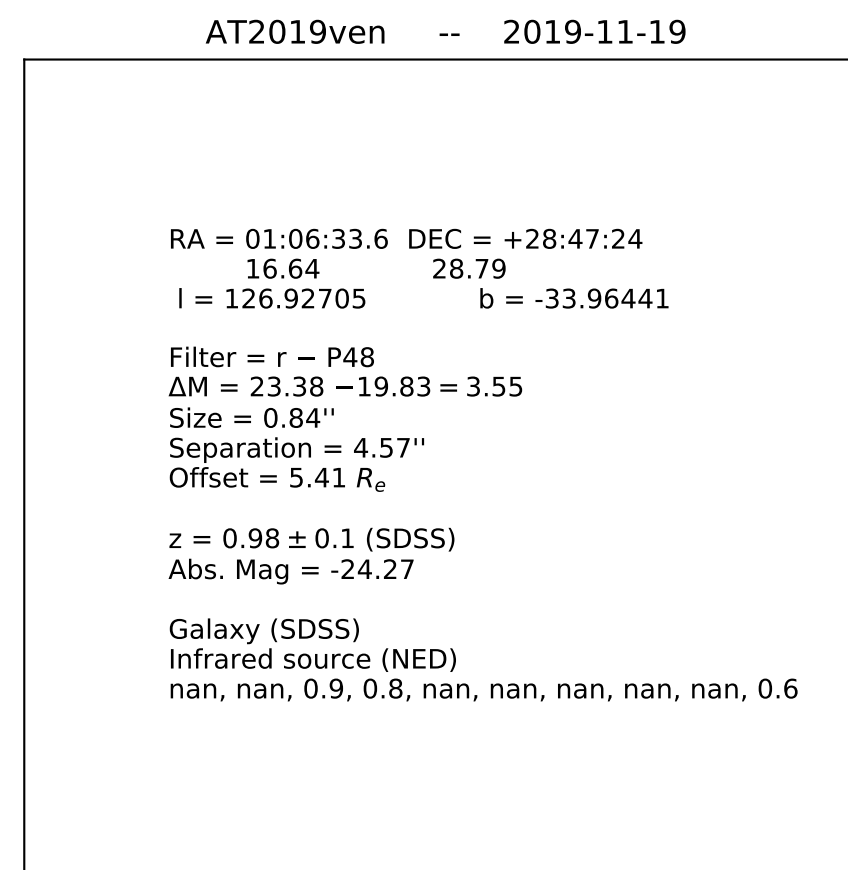 AT2019ven -- 2019-11-19
RA = 01:06:33.6 DEC = +28:47:24
16.64 28.79
l = 126.92705 b = -33.96441
Filter = r − P48
ΔM = 23.38 −19.83 = 3.55
Size = 0.84''
Separation = 4.57''
Offset = 5.41 Rₑ
z = 0.98 ± 0.1 (SDSS)
Abs. Mag = -24.27
Galaxy (SDSS)
Infrared source (NED)
nan, nan, 0.9, 0.8, nan, nan, nan, nan, nan, 0.6